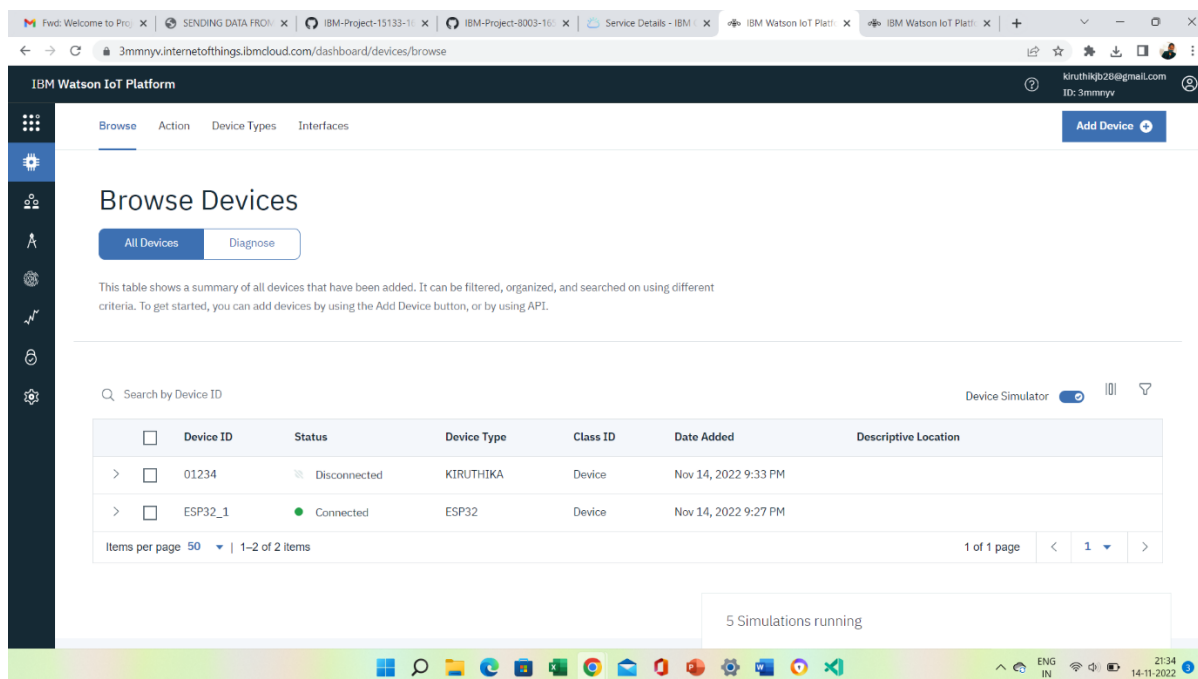 Fwd: Welcome to Proj
SENDING DATA FROM
IBM-Project-15133-1
IBM-Project-8003-16
Service Details - IBM
IBM Watson IoT Platf
IBM Watson IoT Platf
3mmnyv.internetofthings.ibmcloud.com/dashboard/devices/browse
IBM Watson IoT Platform
kiruthikjb28@gmail.com
ID: 3mmnyv
Browse Action Device Types Interfaces
Add Device
Browse Devices
All Devices Diagnose
This table shows a summary of all devices that have been added. It can be filtered, organized, and searched on using different
criteria. To get started, you can add devices by using the Add Device button, or by using API.
Search by Device ID
Device Simulator
Device ID Status Device Type Class ID Date Added Descriptive Location
01234 Disconnected KIRUTHIKA Device Nov 14, 2022 9:33 PM
ESP32_1 Connected ESP32 Device Nov 14, 2022 9:27 PM
Items per page 50 | 1–2 of 2 items 1 of 1 page 1
5 Simulations running
ENG
IN
21:34
14-11-2022
3